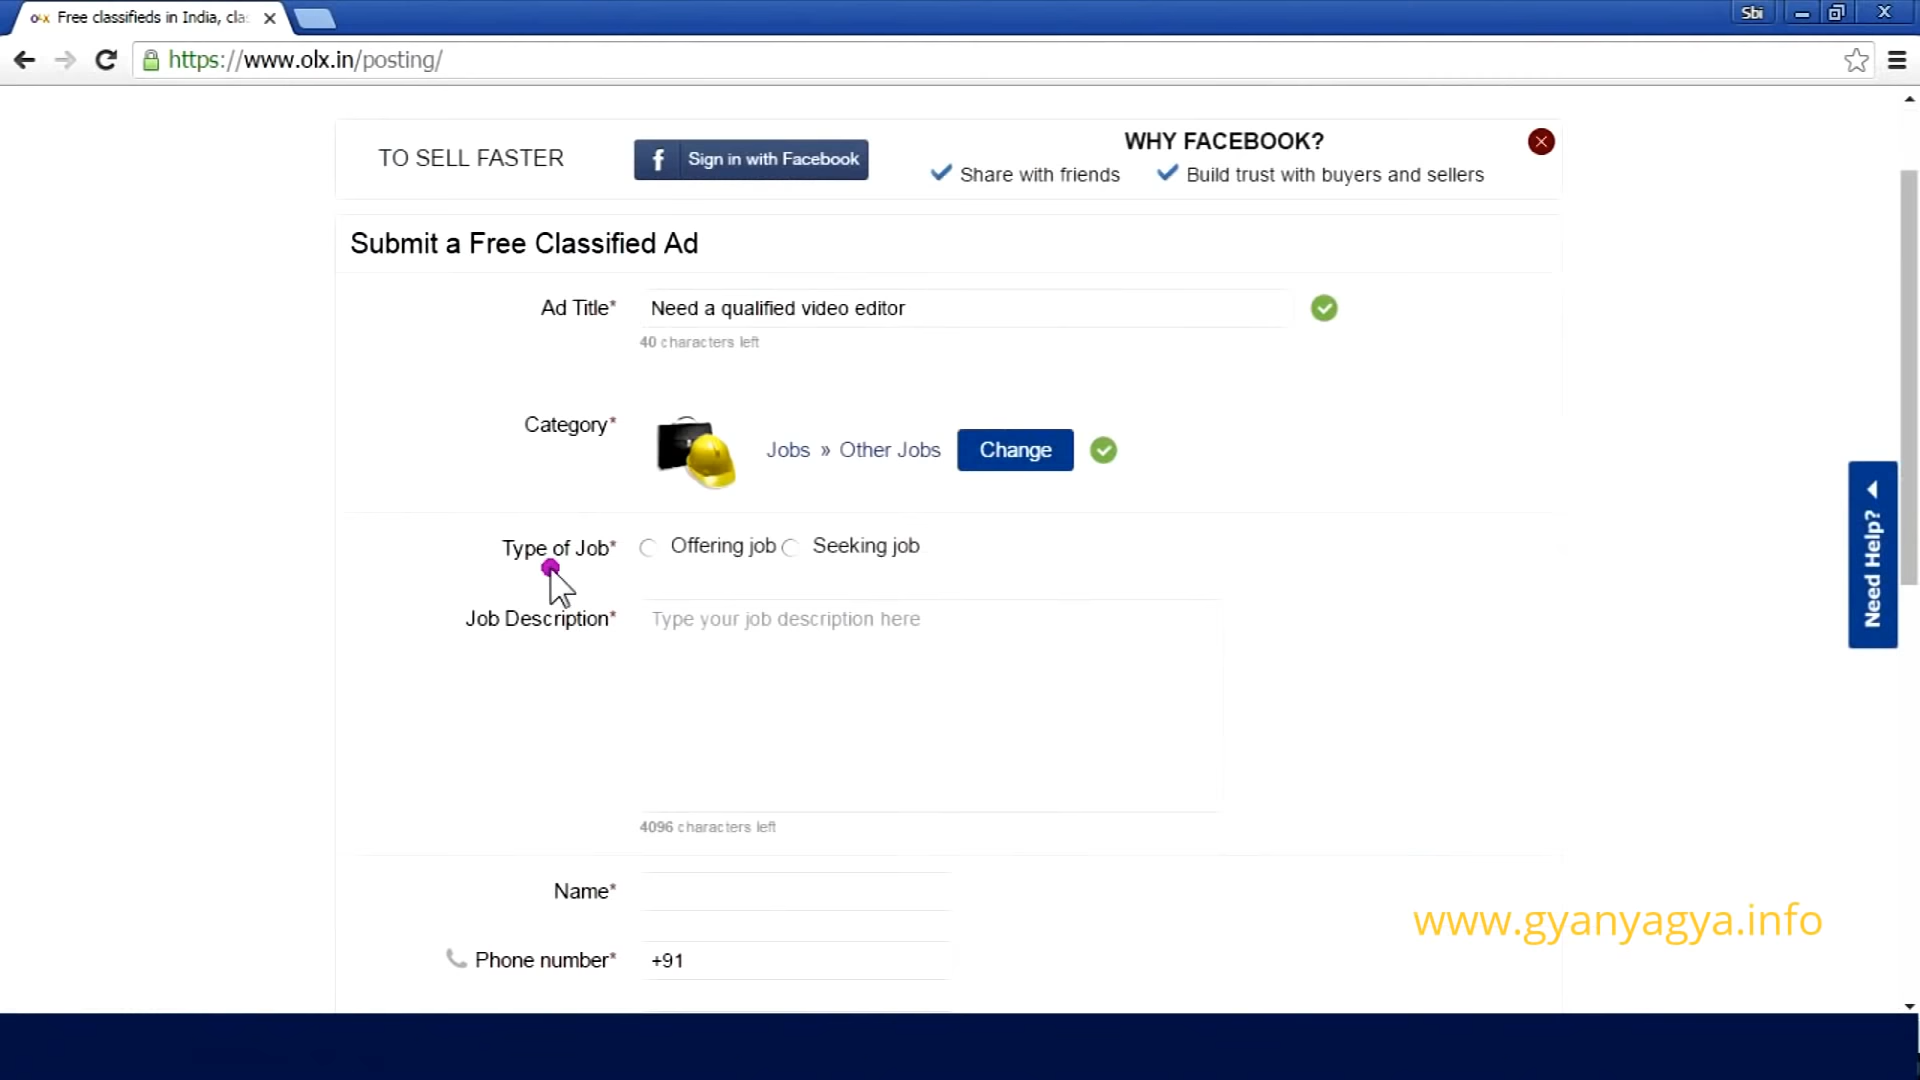 OLX Free classifieds in India, cla
Sbi
https://www.olx.in/posting/
TO SELL FASTER
f Sign in with Facebook
WHY FACEBOOK?
Share with friends
Build trust with buyers and sellers
Submit a Free Classified Ad
Ad Title* Need a qualified video editor
40 characters left
Category* Jobs » Other Jobs Change
Type of Job* Offering job Seeking job
Job Description* Type your job description here
4096 characters left
Need Help?
Name*
www.gyanyagya.info
Phone number* +91